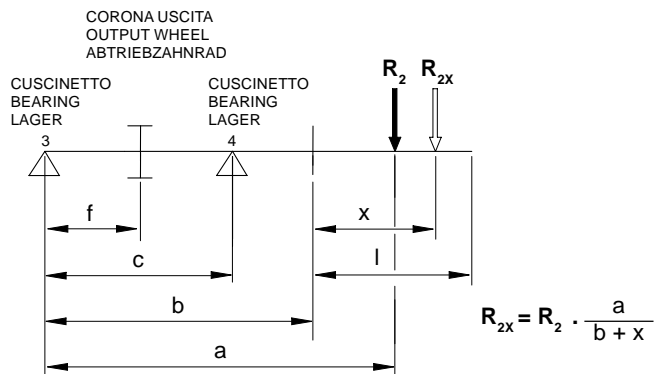 CORONA USCITA
OUTPUT WHEEL
ABTRIEBZAHNRAD
CUSCINETTO
BEARING
LAGER
3
CUSCINETTO
BEARING
LAGER
4
R2
R2X
f
x
c
l
b
a
R2X = R2 · a / b + x